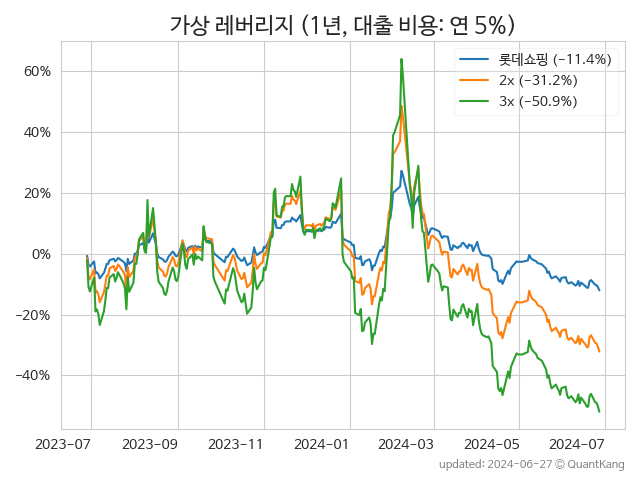 가상 레버리지 (1년, 대출 비용: 연 5%)
롯데쇼핑 (−11.4%)
2x (−31.2%)
3x (−50.9%)
60%
40%
20%
0%
−20%
−40%
2023-07
2023-09
2023-11
2024-01
2024-03
2024-05
2024-07
updated: 2024-06-27 © QuantKang